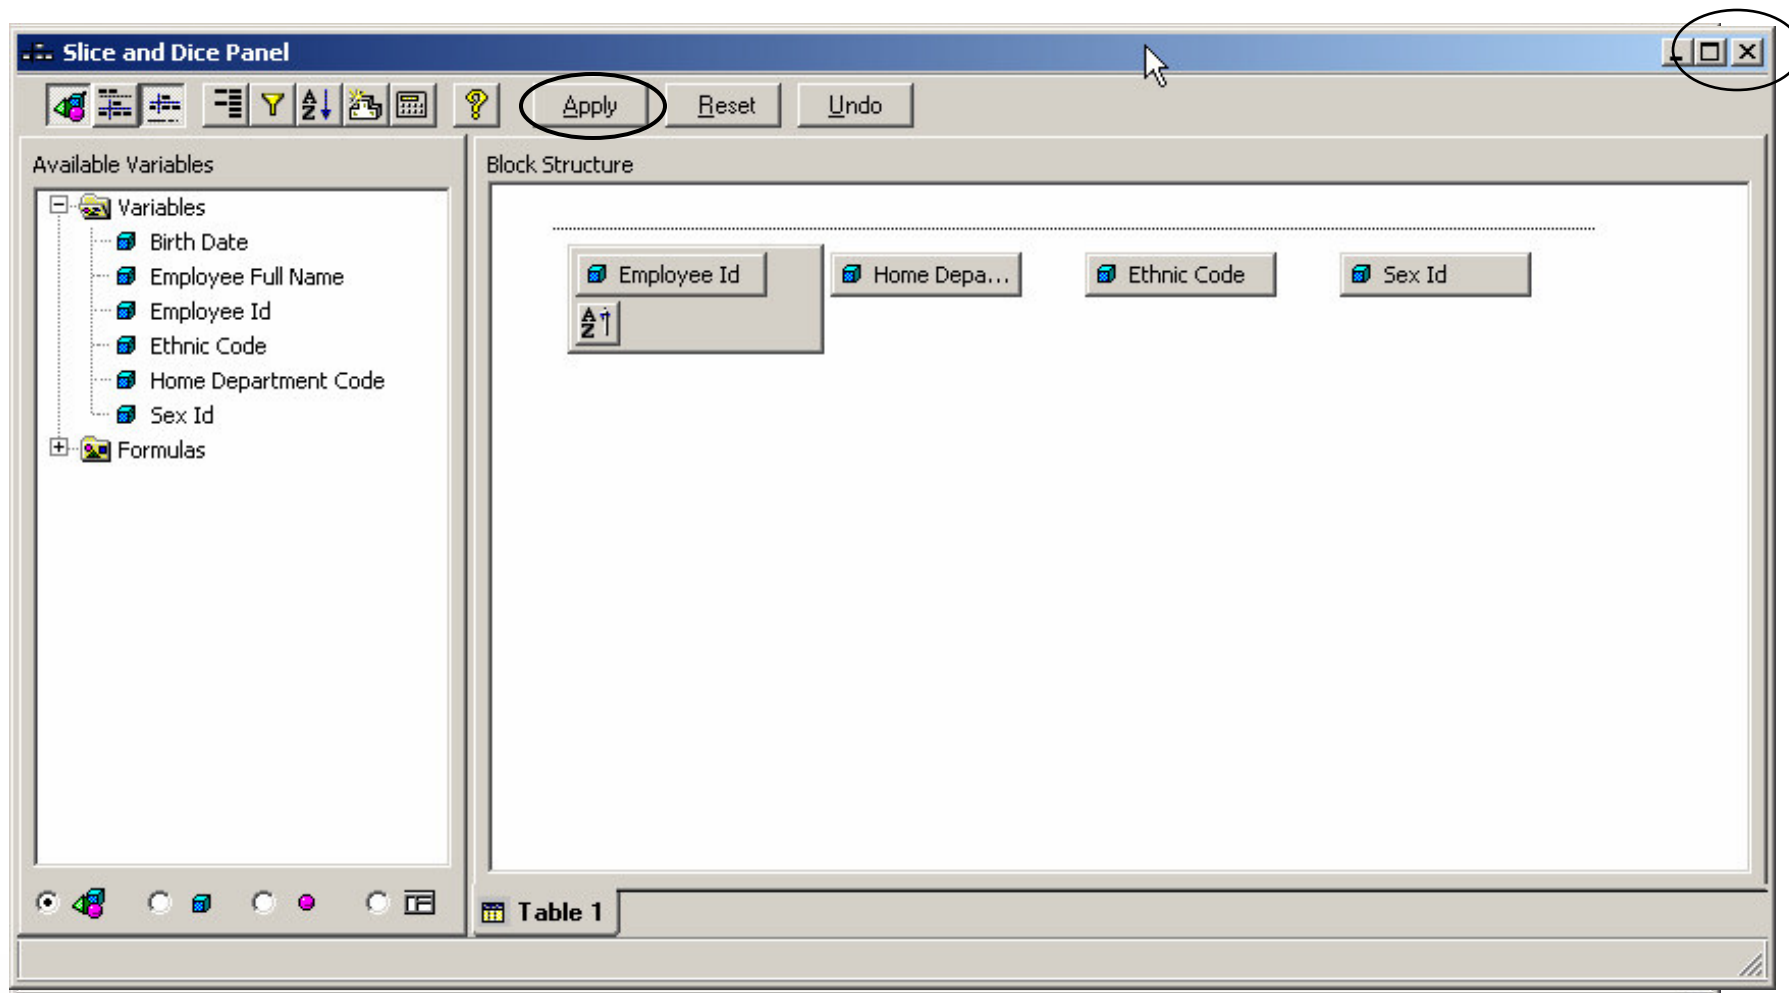 Slice and Dice Panel
Apply Reset Undo
Available Variables
Variables
Birth Date
Employee Full Name
Employee Id
Ethnic Code
Home Department Code
Sex Id
Formulas
Block Structure
Employee Id Home Depa... Ethnic Code Sex Id
Table 1